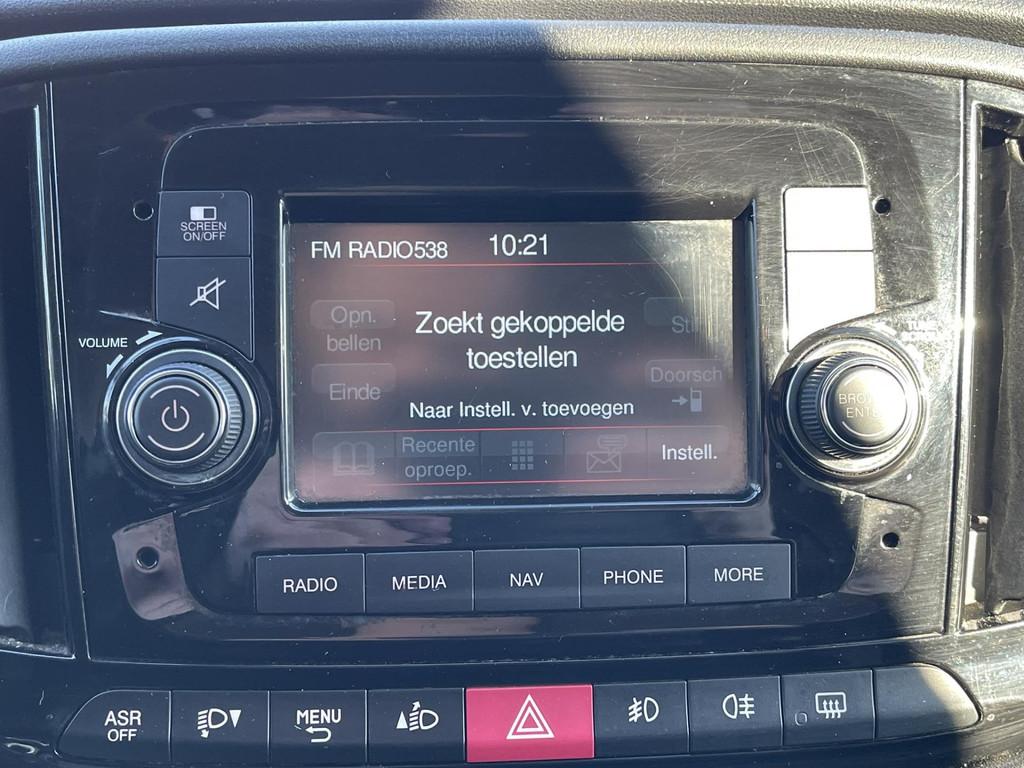 FM RADIO538 10:21
SCREEN
ON/OFF
Opn.
bellen
Zoekt gekoppelde
toestellen
VOLUME
Einde
Doorsch
Naar Instell. v. toevoegen
Recente
oproep.
Instell.
RADIO
MEDIA
NAV
PHONE
MORE
ASR
OFF
MENU